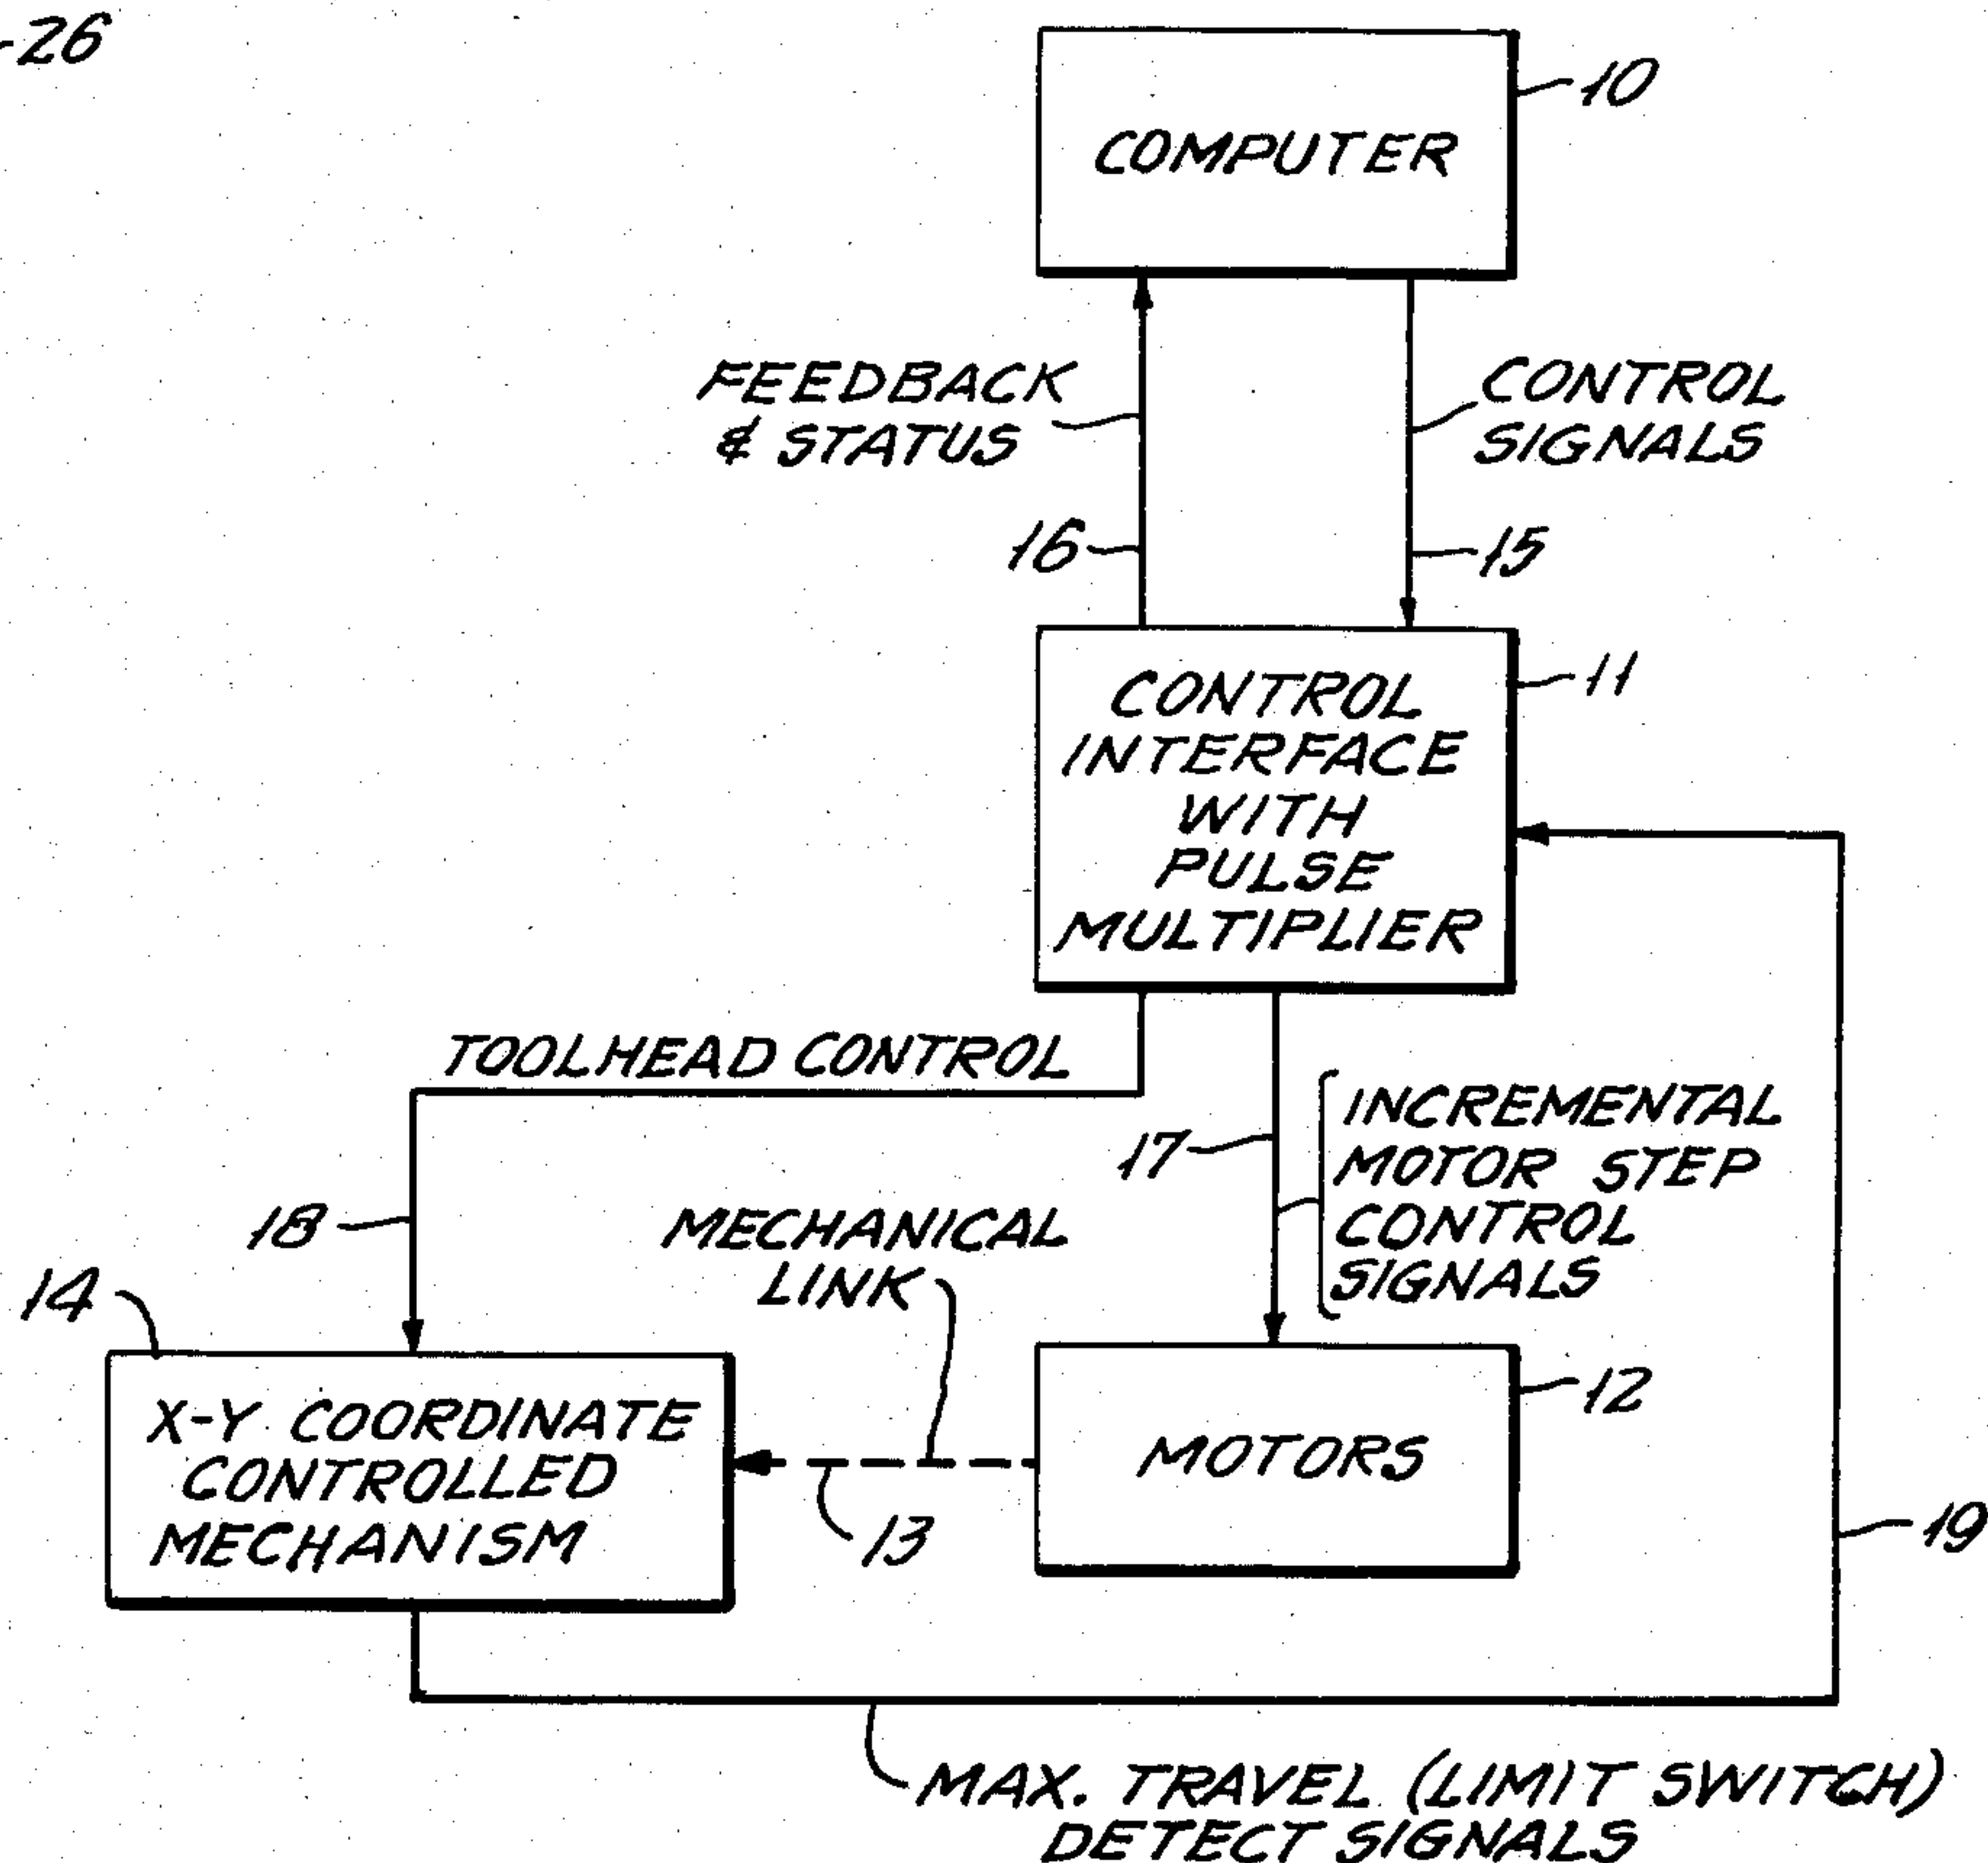 26
10
COMPUTER
FEEDBACK
& STATUS
CONTROL
SIGNALS
16
15
11
CONTROL
INTERFACE
WITH
PULSE
MULTIPLIER
TOOLHEAD CONTROL
17
INCREMENTAL
MOTOR STEP
CONTROL
SIGNALS
18
MECHANICAL
LINK
14
12
X-Y COORDINATE
CONTROLLED
MECHANISM
MOTORS
13
19
MAX. TRAVEL (LIMIT SWITCH)
DETECT SIGNALS